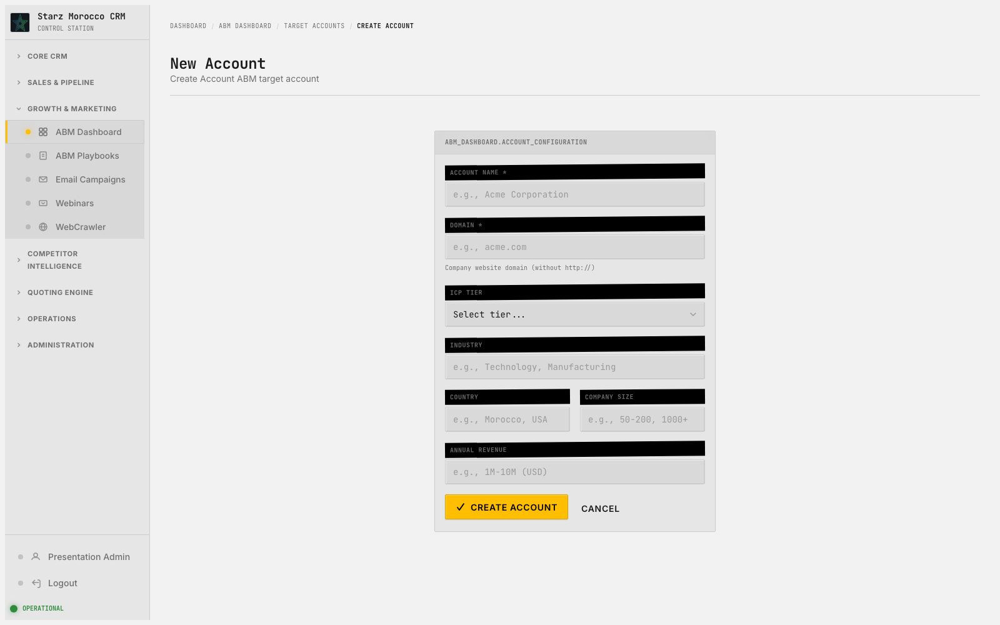 Starz Morocco CRM
CONTROL STATION
CORE CRM
SALES & PIPELINE
GROWTH & MARKETING
ABM Dashboard
ABM Playbooks
Email Campaigns
Webinars
WebCrawler
COMPETITOR
INTELLIGENCE
QUOTING ENGINE
OPERATIONS
ADMINISTRATION
Presentation Admin
Logout
OPERATIONAL
DASHBOARD / ABM DASHBOARD / TARGET ACCOUNTS / CREATE ACCOUNT
New Account
Create Account ABM target account
ABM_DASHBOARD.ACCOUNT_CONFIGURATION
ACCOUNT NAME *
e.g., Acme Corporation
DOMAIN *
e.g., acme.com
Company website domain (without http://)
ICP TIER
Select tier...
INDUSTRY
e.g., Technology, Manufacturing
COUNTRY
e.g., Morocco, USA
COMPANY SIZE
e.g., 50-200, 1000+
ANNUAL REVENUE
e.g., 1M-10M (USD)
CREATE ACCOUNT
CANCEL